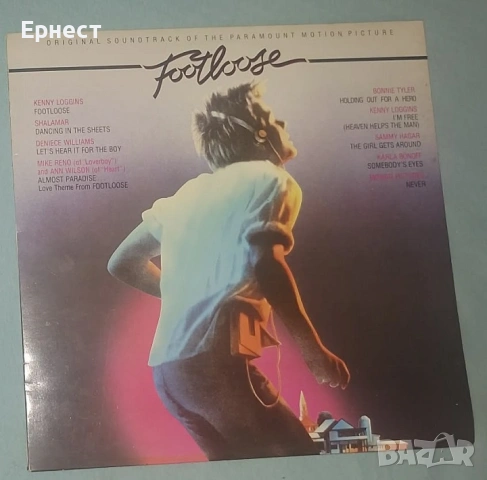 Ернест
ORIGINAL SOUNDTRACK OF THE PARAMOUNT MOTION PICTURE
Footloose
KENNY LOGGINS
FOOTLOOSE
SHALAMAR
DANCING IN THE SHEETS
DENIECE WILLIAMS
LET'S HEAR IT FOR THE BOY
MIKE RENO (of "Loverboy")
and ANN WILSON (of "Heart")
ALMOST PARADISE...
Love Theme From FOOTLOOSE
BONNIE TYLER
HOLDING OUT FOR A HERO
KENNY LOGGINS
I'M FREE
(HEAVEN HELPS THE MAN)
SAMMY HAGAR
THE GIRL GETS AROUND
KARLA BONOFF
SOMEBODY'S EYES
NEVER
BAZAR